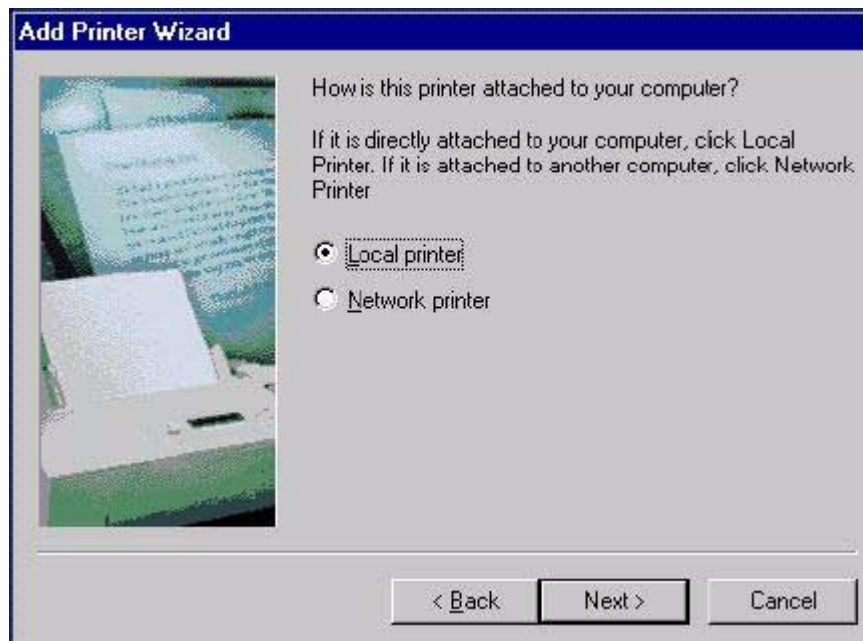 Add Printer Wizard
How is this printer attached to your computer?
If it is directly attached to your computer, click Local
Printer. If it is attached to another computer, click Network
Printer
Local printer
Network printer
< Back Next > Cancel